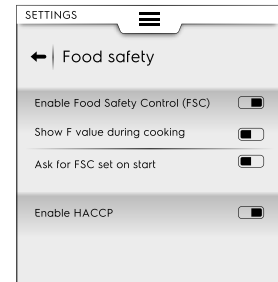 SETTINGS
Food safety
Enable Food Safety Control (FSC)
Show F value during cooking
Ask for FSC set on start
Enable HACCP